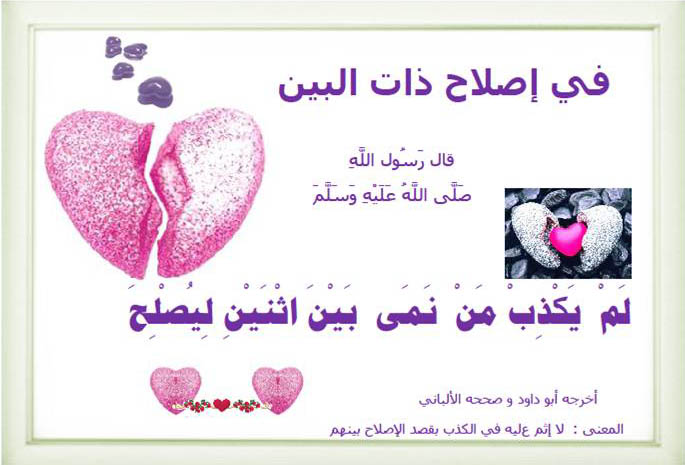 في إصلاح ذات البين
قال رَسُول اللَّهِ
صَلَّى اللَّهُ عَلَيْهِ وَسَلَّمَ
لَمْ يَكْذِبْ مَنْ نَمَى بَيْنَ اثْنَيْنِ لِيُصْلِحَ
أخرجه أبو داود و صححه الألباني
المعنى : لا إثم عليه في الكذب بقصد الإصلاح بينهم